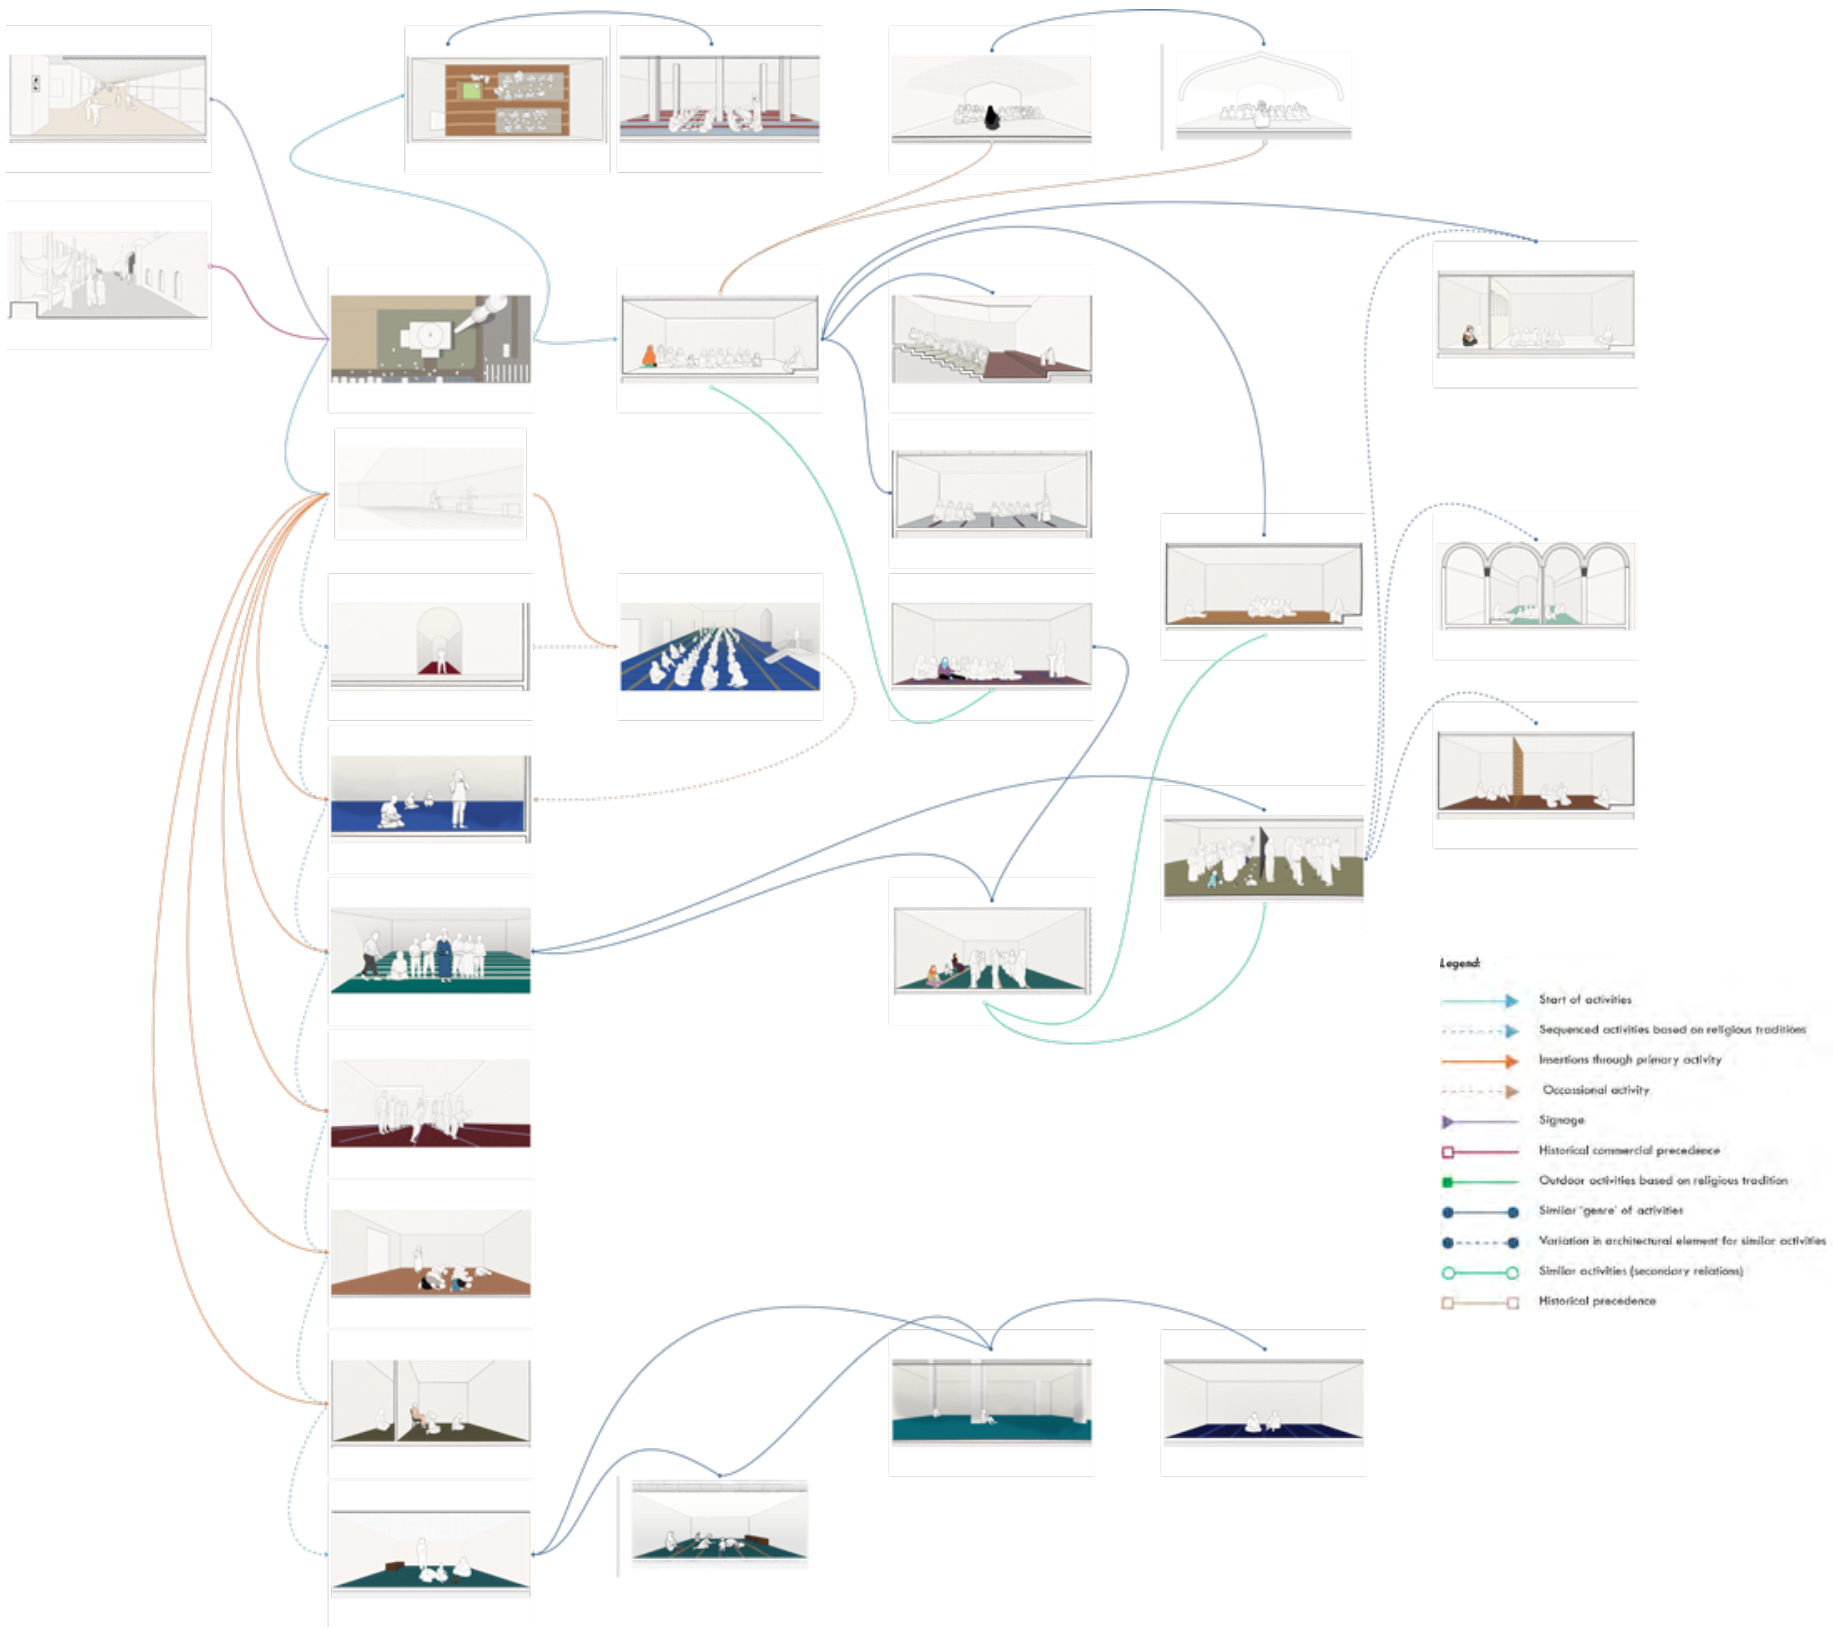 Legend:
Start of activities
Sequenced activities based on religious traditions
Insertions through primary activity
Occassional activity
Signage
Historical commercial precedence
Outdoor activities based on religious tradition
Similar 'genre' of activities
Variation in architectural element for similar activities
Similar activities (secondary relations)
Historical precedence